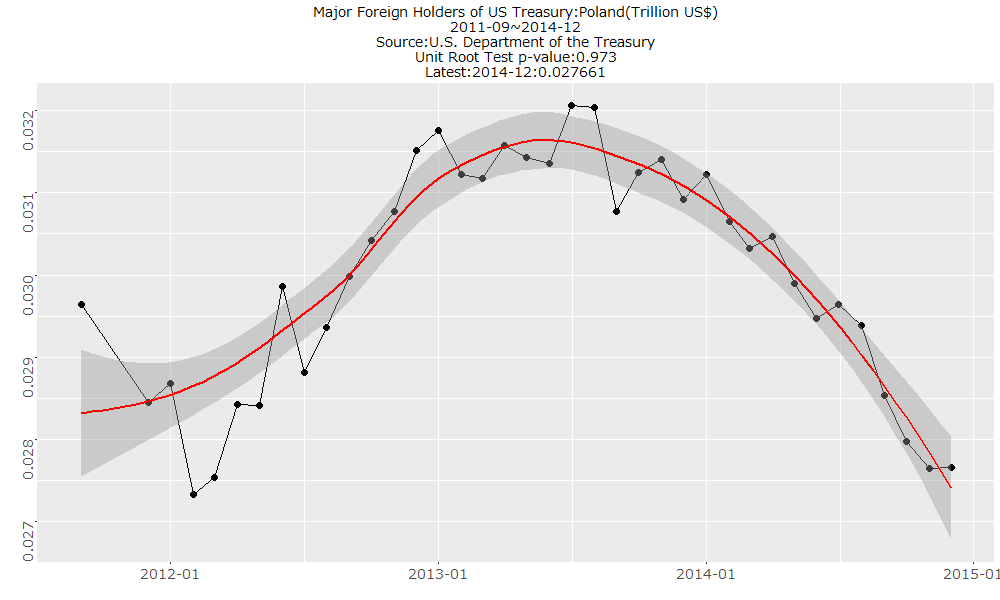 Major Foreign Holders of US Treasury:Poland(Trillion US$)
2011-09~2014-12
Source:U.S. Department of the Treasury
Unit Root Test p-value:0.973
Latest:2014-12:0.027661
0.032
0.031
0.030
0.029
0.028
0.027
2012-01
2013-01
2014-01
2015-01